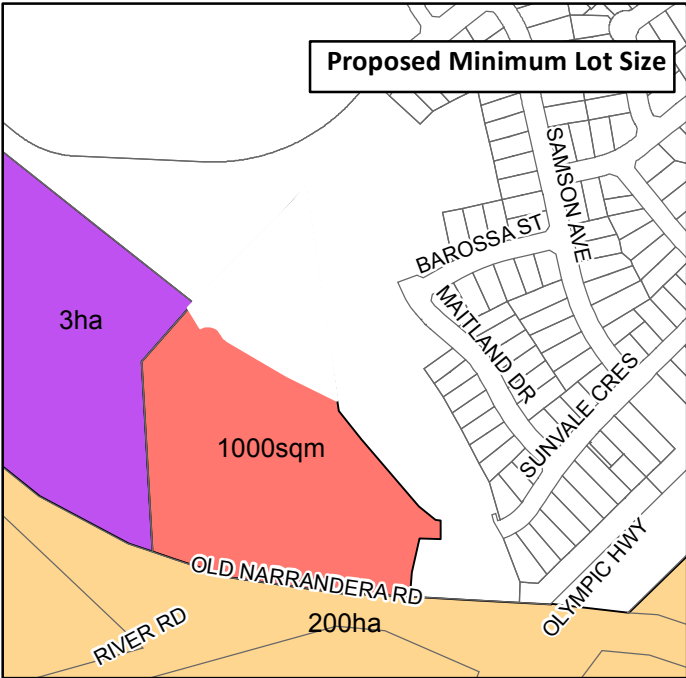 Proposed Minimum Lot Size
SAMSON AVE
BAROSSA ST
MAITLAND DR
3ha
SUNVALE CRES
1000sqm
OLD NARRANDERA RD
OLYMPIC HWY
200ha
RIVER RD